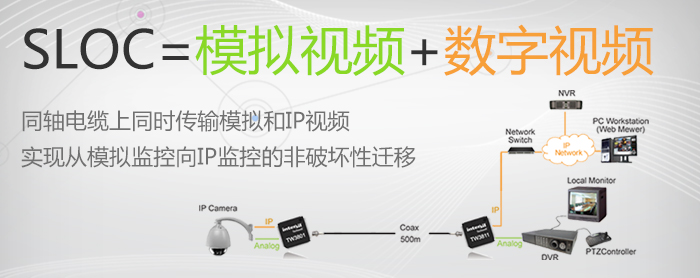 SLOC=模拟视频+数字视频
同轴电缆上同时传输模拟和IP视频
实现从模拟监控向IP监控的非破坏性迁移
NVR
PC Workstation
(Web Mewer)
Network
Switch
IP
Network
Local Monitor
IP Camera
IP
Analog
intersil
TW3801
Coax
500m
intersil
TW3811
IP
Analog
DVR
PTZController